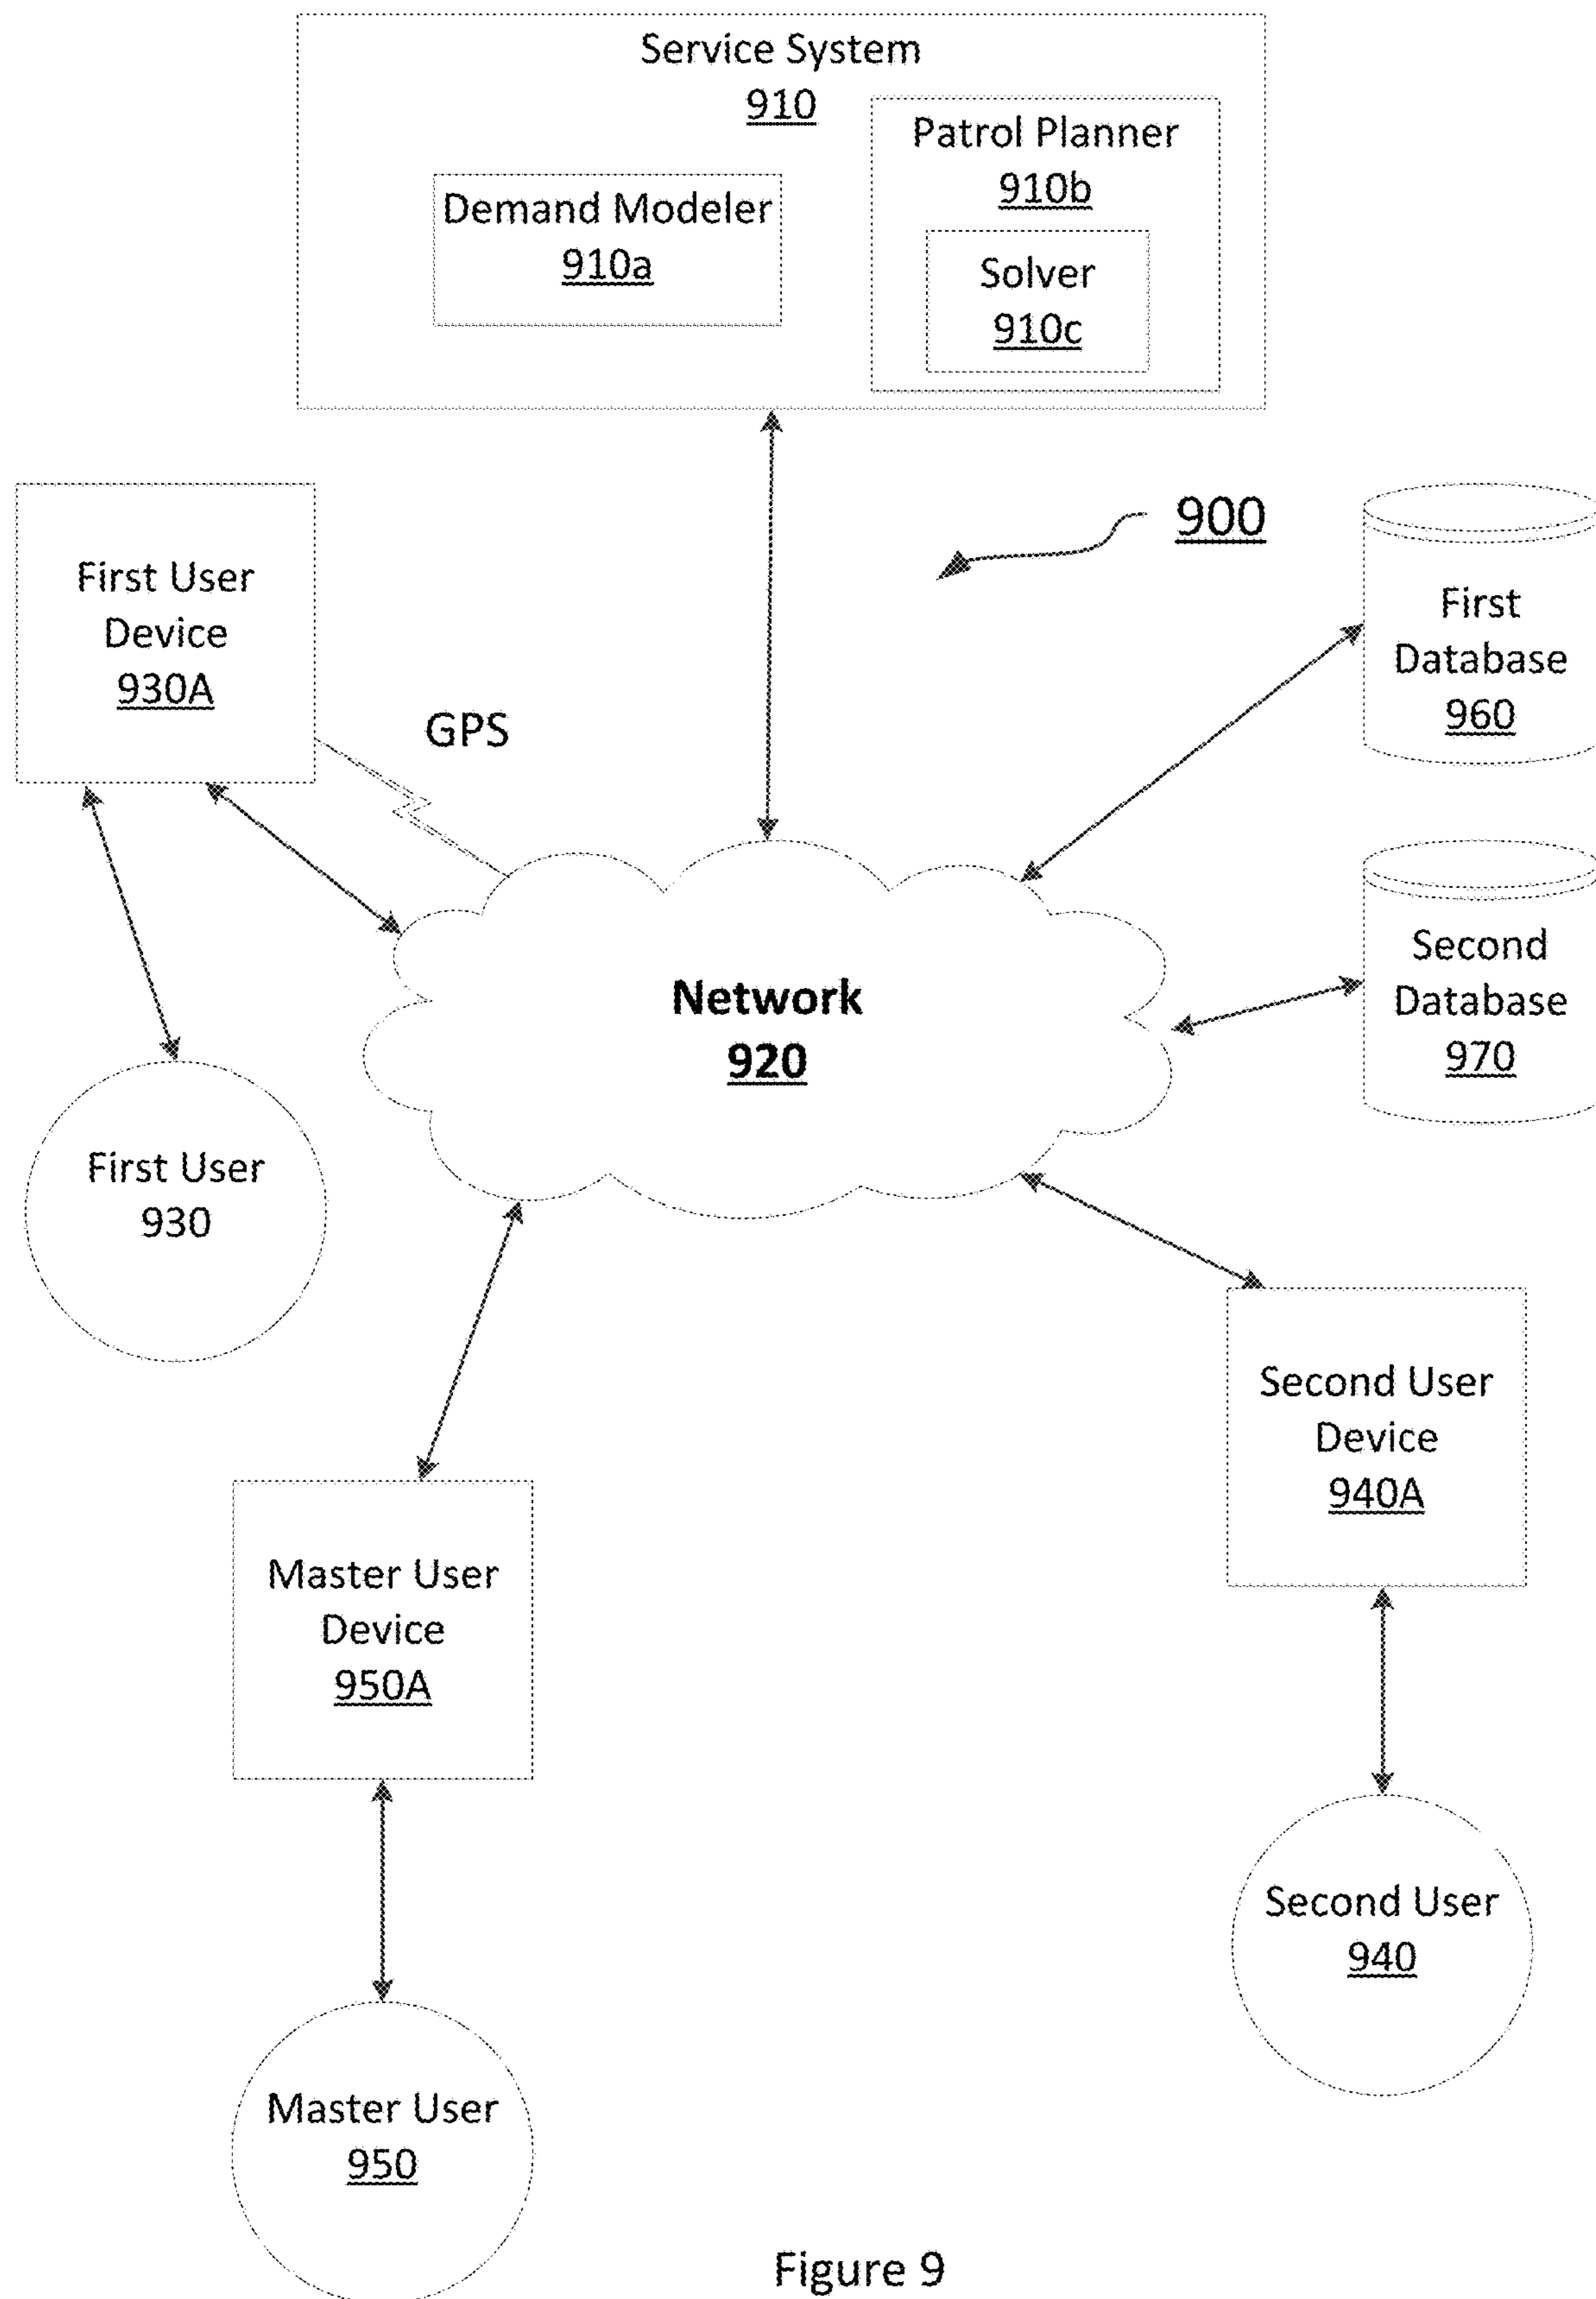 Service System
910
Patrol Planner
910b
Demand Modeler
910a
Solver
910c
900
First User
Device
930A
First
Database
960
GPS
Second
Database
970
Network
920
First User
930
Second User
Device
940A
Master User
Device
950A
Second User
940
Master User
950
Figure 9